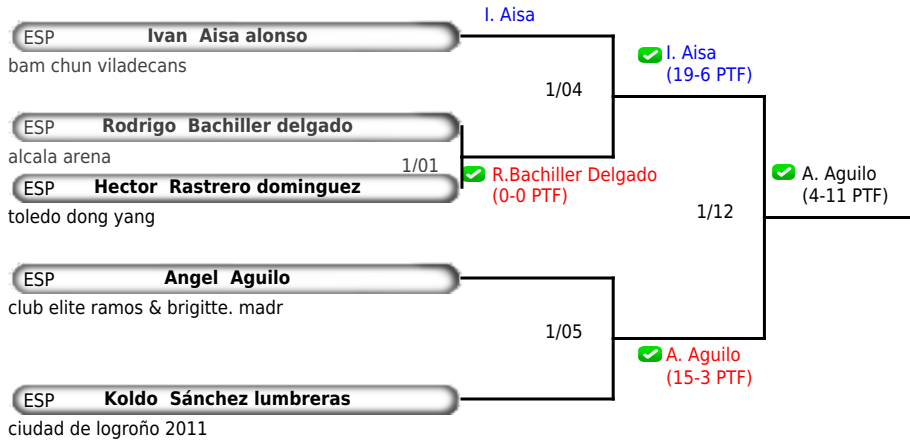 I. Aisa
ESP Ivan Aisa alonso
bam chun viladecans
I. Aisa
(19-6 PTF)
1/04
ESP Rodrigo Bachiller delgado
alcala arena
1/01
R.Bachiller Delgado
(0-0 PTF)
ESP Hector Rastrero dominguez
toledo dong yang
A. Aguilo
(4-11 PTF)
1/12
ESP Angel Aguilo
club elite ramos & brigitte. madr
1/05
A. Aguilo
(15-3 PTF)
ESP Koldo Sánchez lumbreras
ciudad de logroño 2011